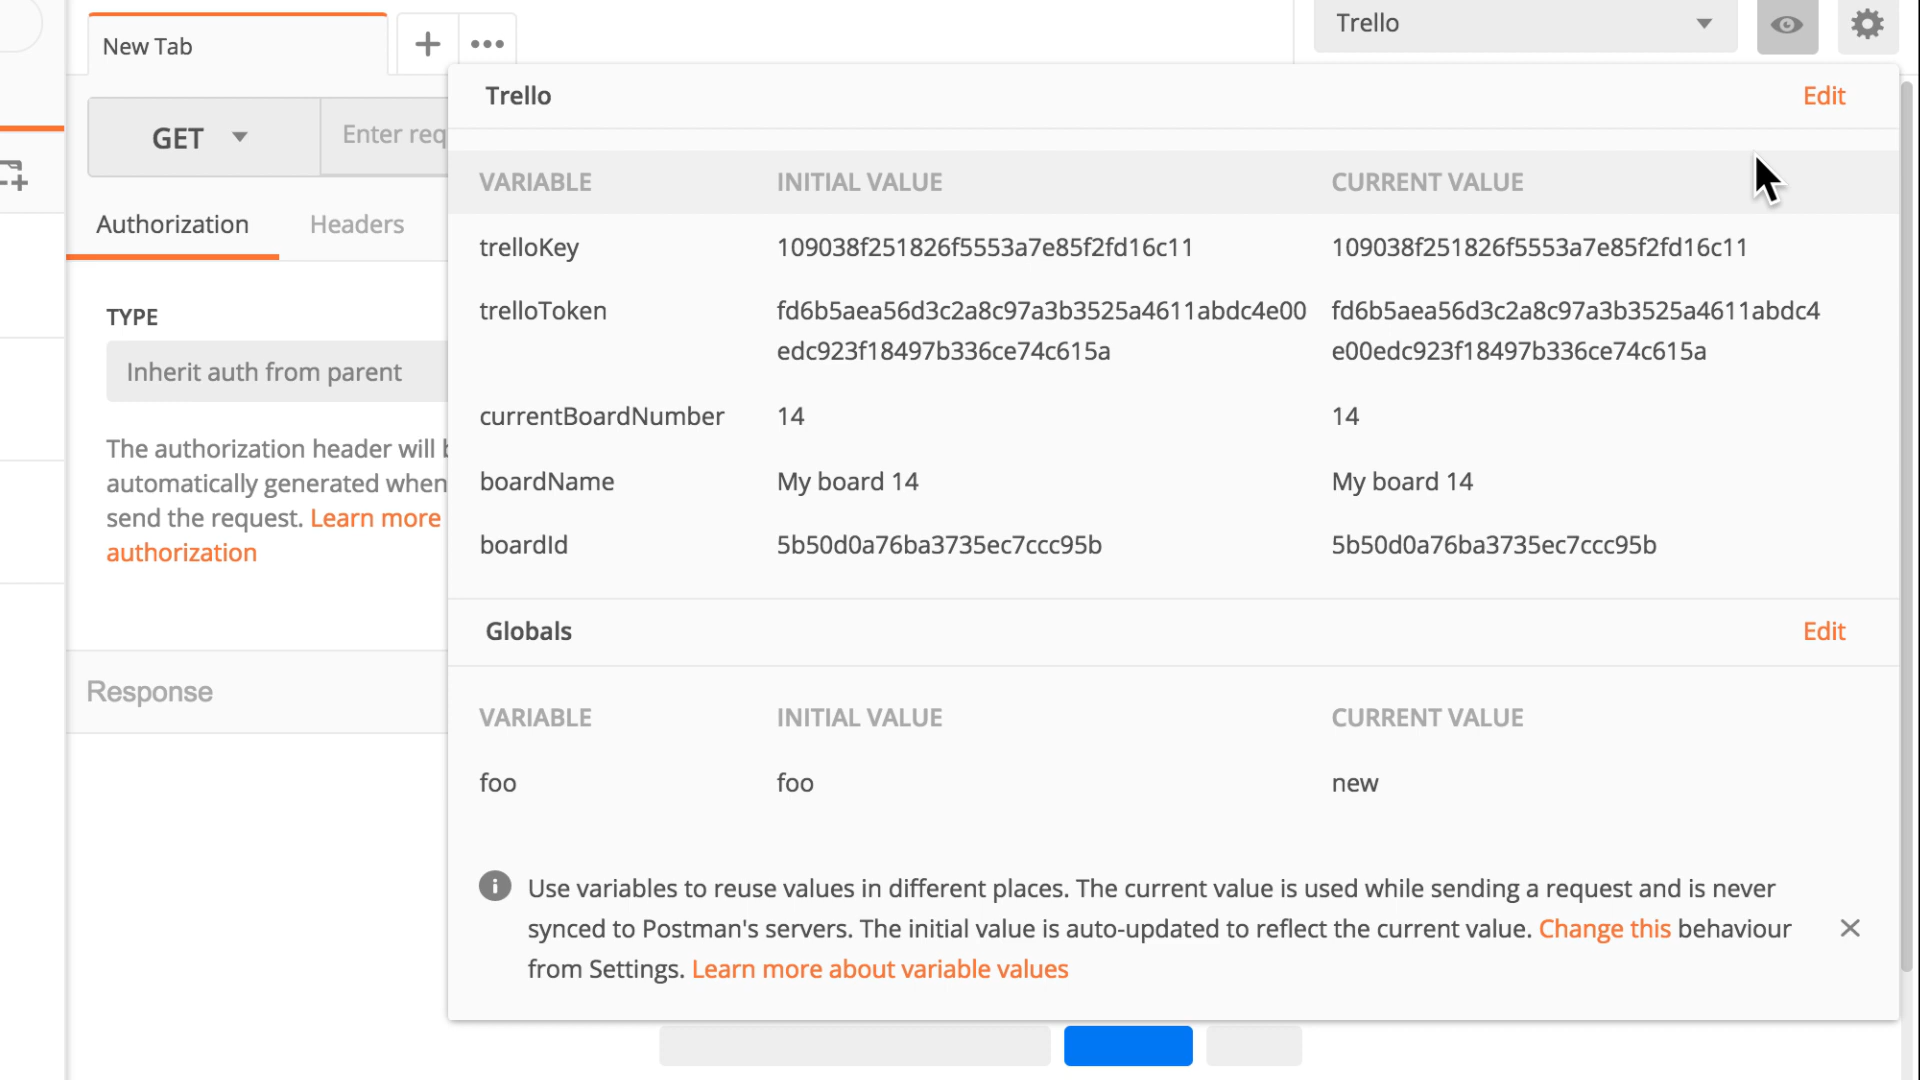 New Tab
Trello
Trello
Edit
GET
Enter req
VARIABLE INITIAL VALUE CURRENT VALUE
Authorization Headers
trelloKey 109038f251826f5553a7e85f2fd16c11 109038f251826f5553a7e85f2fd16c11
trelloToken fd6b5aea56d3c2a8c97a3b3525a4611abdc4e00 fd6b5aea56d3c2a8c97a3b3525a4611abdc4
edc923f18497b336ce74c615a e00edc923f18497b336ce74c615a
TYPE
Inherit auth from parent
currentBoardNumber 14 14
The authorization header will b
automatically generated when
send the request. Learn more
authorization
boardName My board 14 My board 14
boardId 5b50d0a76ba3735ec7ccc95b 5b50d0a76ba3735ec7ccc95b
Globals
Edit
Response
VARIABLE INITIAL VALUE CURRENT VALUE
foo foo new
Use variables to reuse values in different places. The current value is used while sending a request and is never
synced to Postman's servers. The initial value is auto-updated to reflect the current value. Change this behaviour
from Settings. Learn more about variable values